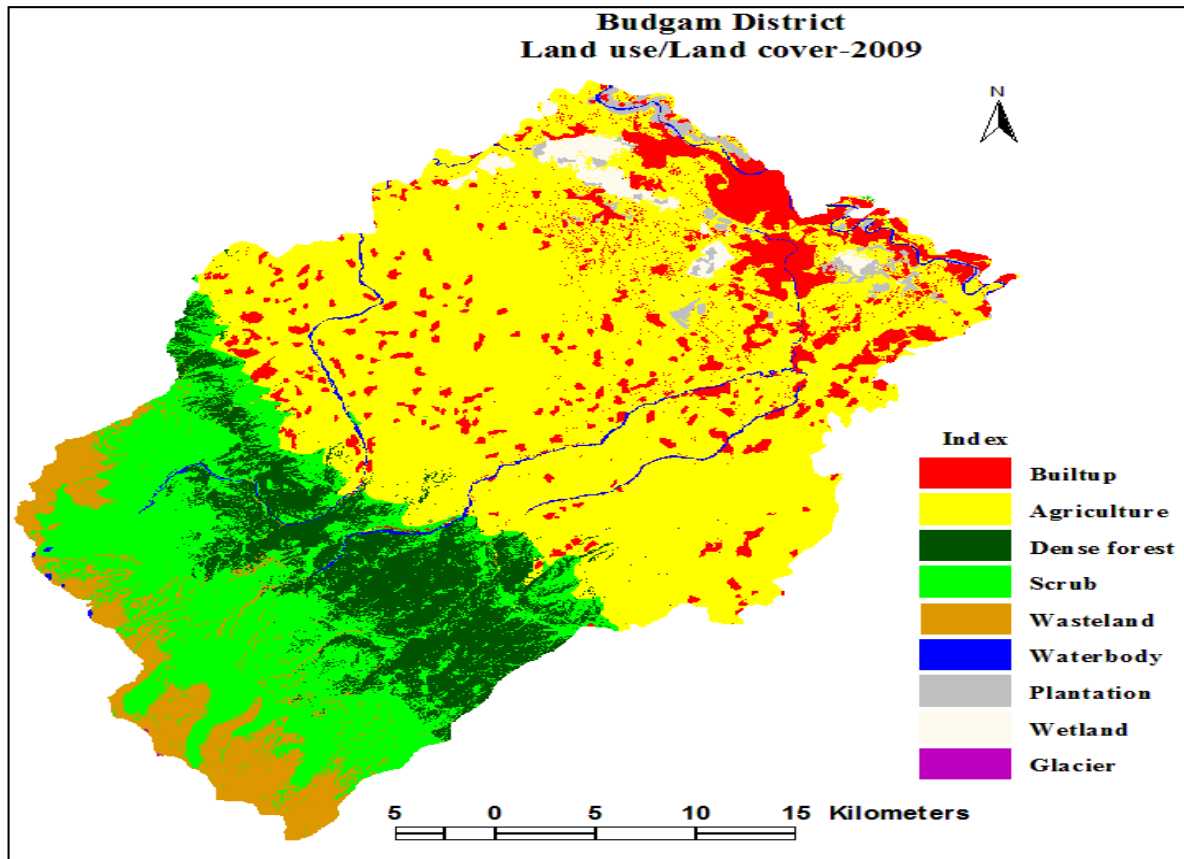 Budgam District
Land use/Land cover-2009
N
Index
Builtup
Agriculture
Dense forest
Scrub
Wasteland
Waterbody
Plantation
Wetland
Glacier
5 0 5 10 15 Kilometers